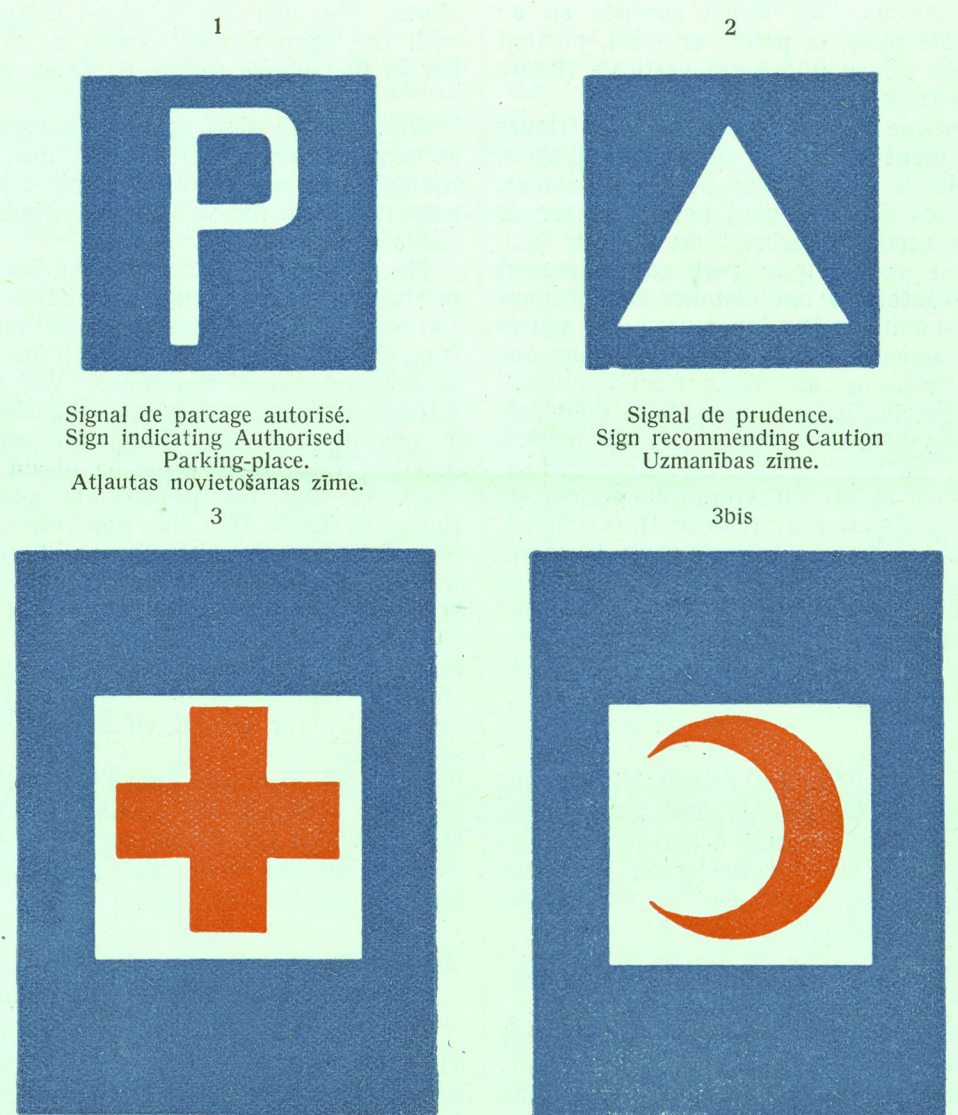 1
2
P
Signal de parcage autorisé.
Sign indicating Authorised
Parking-place.
Atļautas novietošanas zīme.
Signal de prudence.
Sign recommending Caution
Uzmanības zīme.
3
3bis